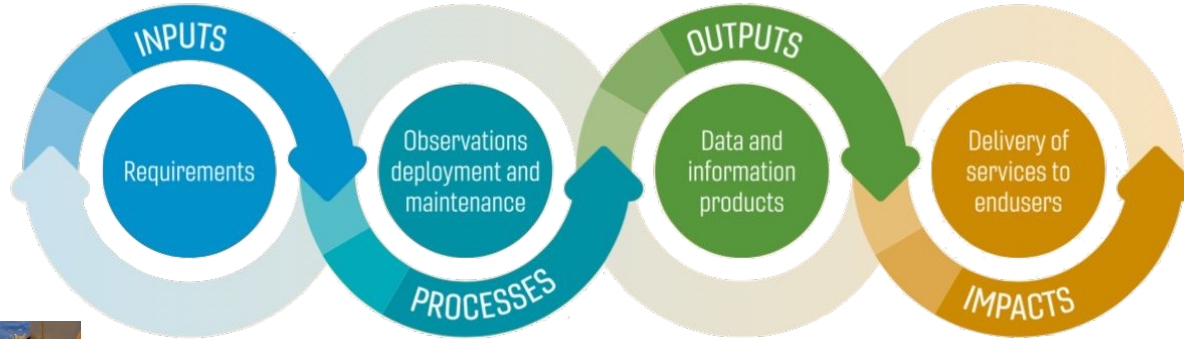 INPUTS
Requirements
Observations
deployment and
maintenance
PROCESSES
OUTPUTS
Data and
information
products
Delivery of
services to
endusers
IMPACTS